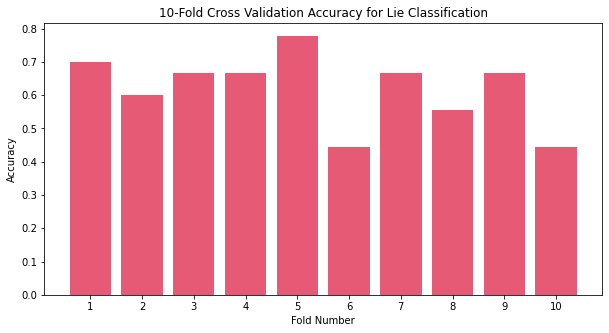 10-Fold Cross Validation Accuracy for Lie Classification
0.8
0.7
0.6
0.5
0.4
0.3
0.2
0.1
0.0
Accuracy
1 2 3 4 5 6 7 8 9 10
Fold Number